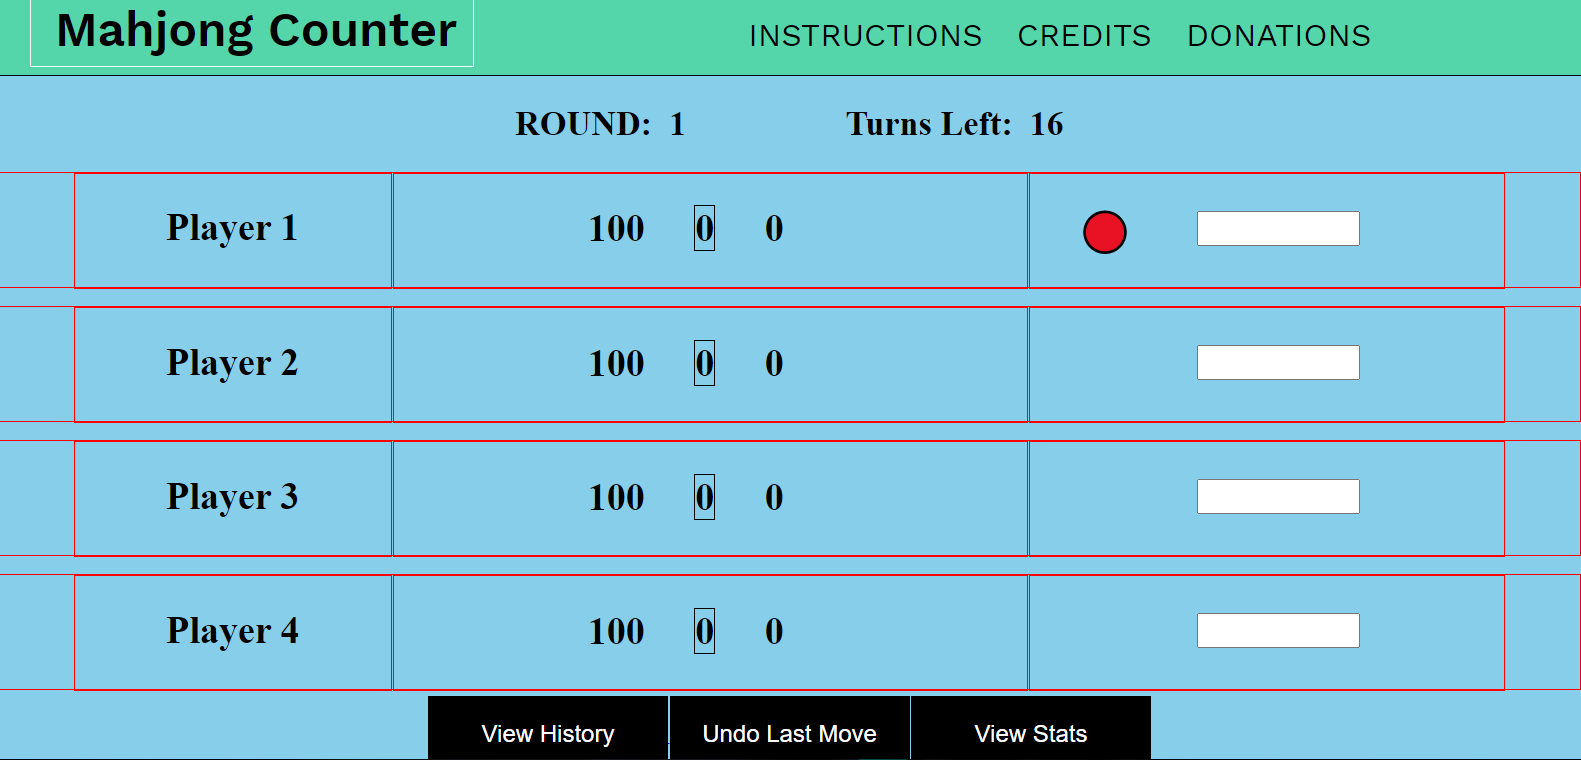 Mahjong Counter INSTRUCTIONS CREDITS DONATIONS
ROUND: 1 Turns Left: 16
Player 1 100 0 0
Player 2 100 0 0
Player 3 100 0 0
Player 4 100 0 0
View History Undo Last Move View Stats